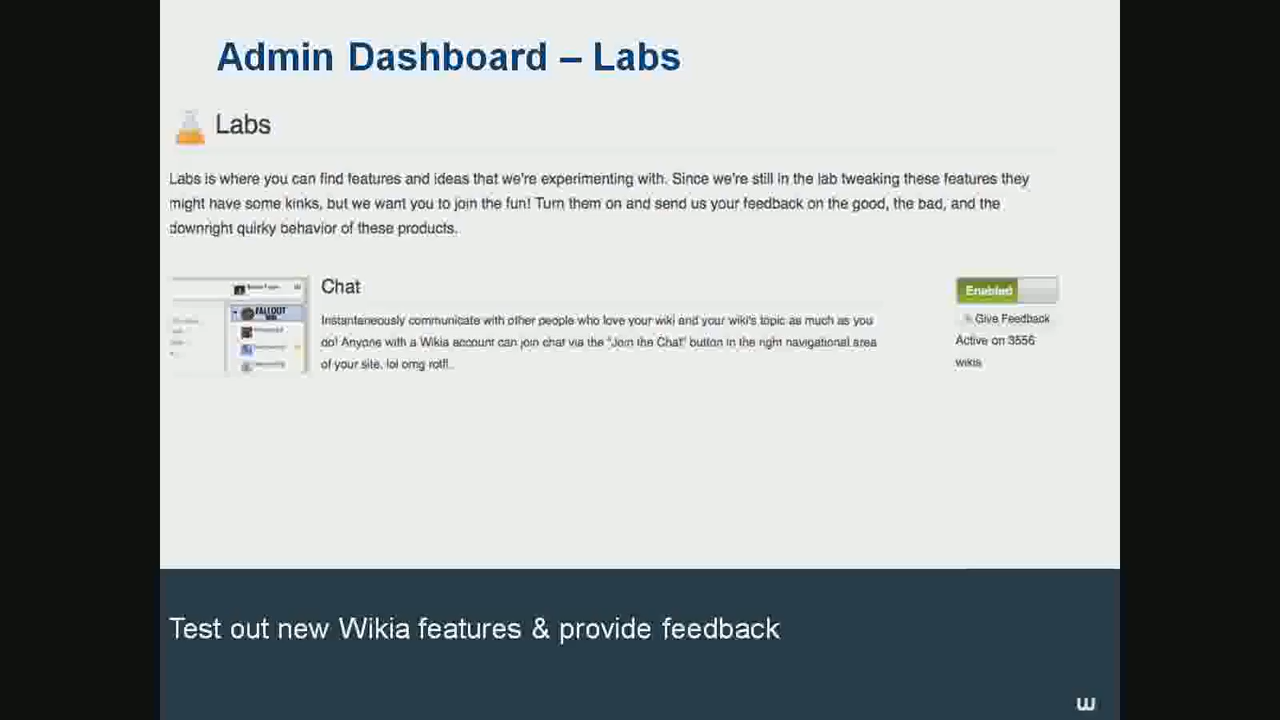 Admin Dashboard – Labs
Labs
Labs is where you can find features and ideas that we're experimenting with. Since we're still in the lab tweaking these features they
might have some kinks, but we want you to join the fun! Turn them on and send us your feedback on the good, the bad, and the
downright quirky behavior of these products.
Chat
Instantaneously communicate with other people who love your wiki and your wiki's topic as much as you
do! Anyone with a Wikia account can join chat via the "Join the Chat" button in the right navigational area
of your site. lol omg rotfl.
FALLOUT
Enabled
Give Feedback
Active on 3556
wikis
Test out new Wikia features & provide feedback
w